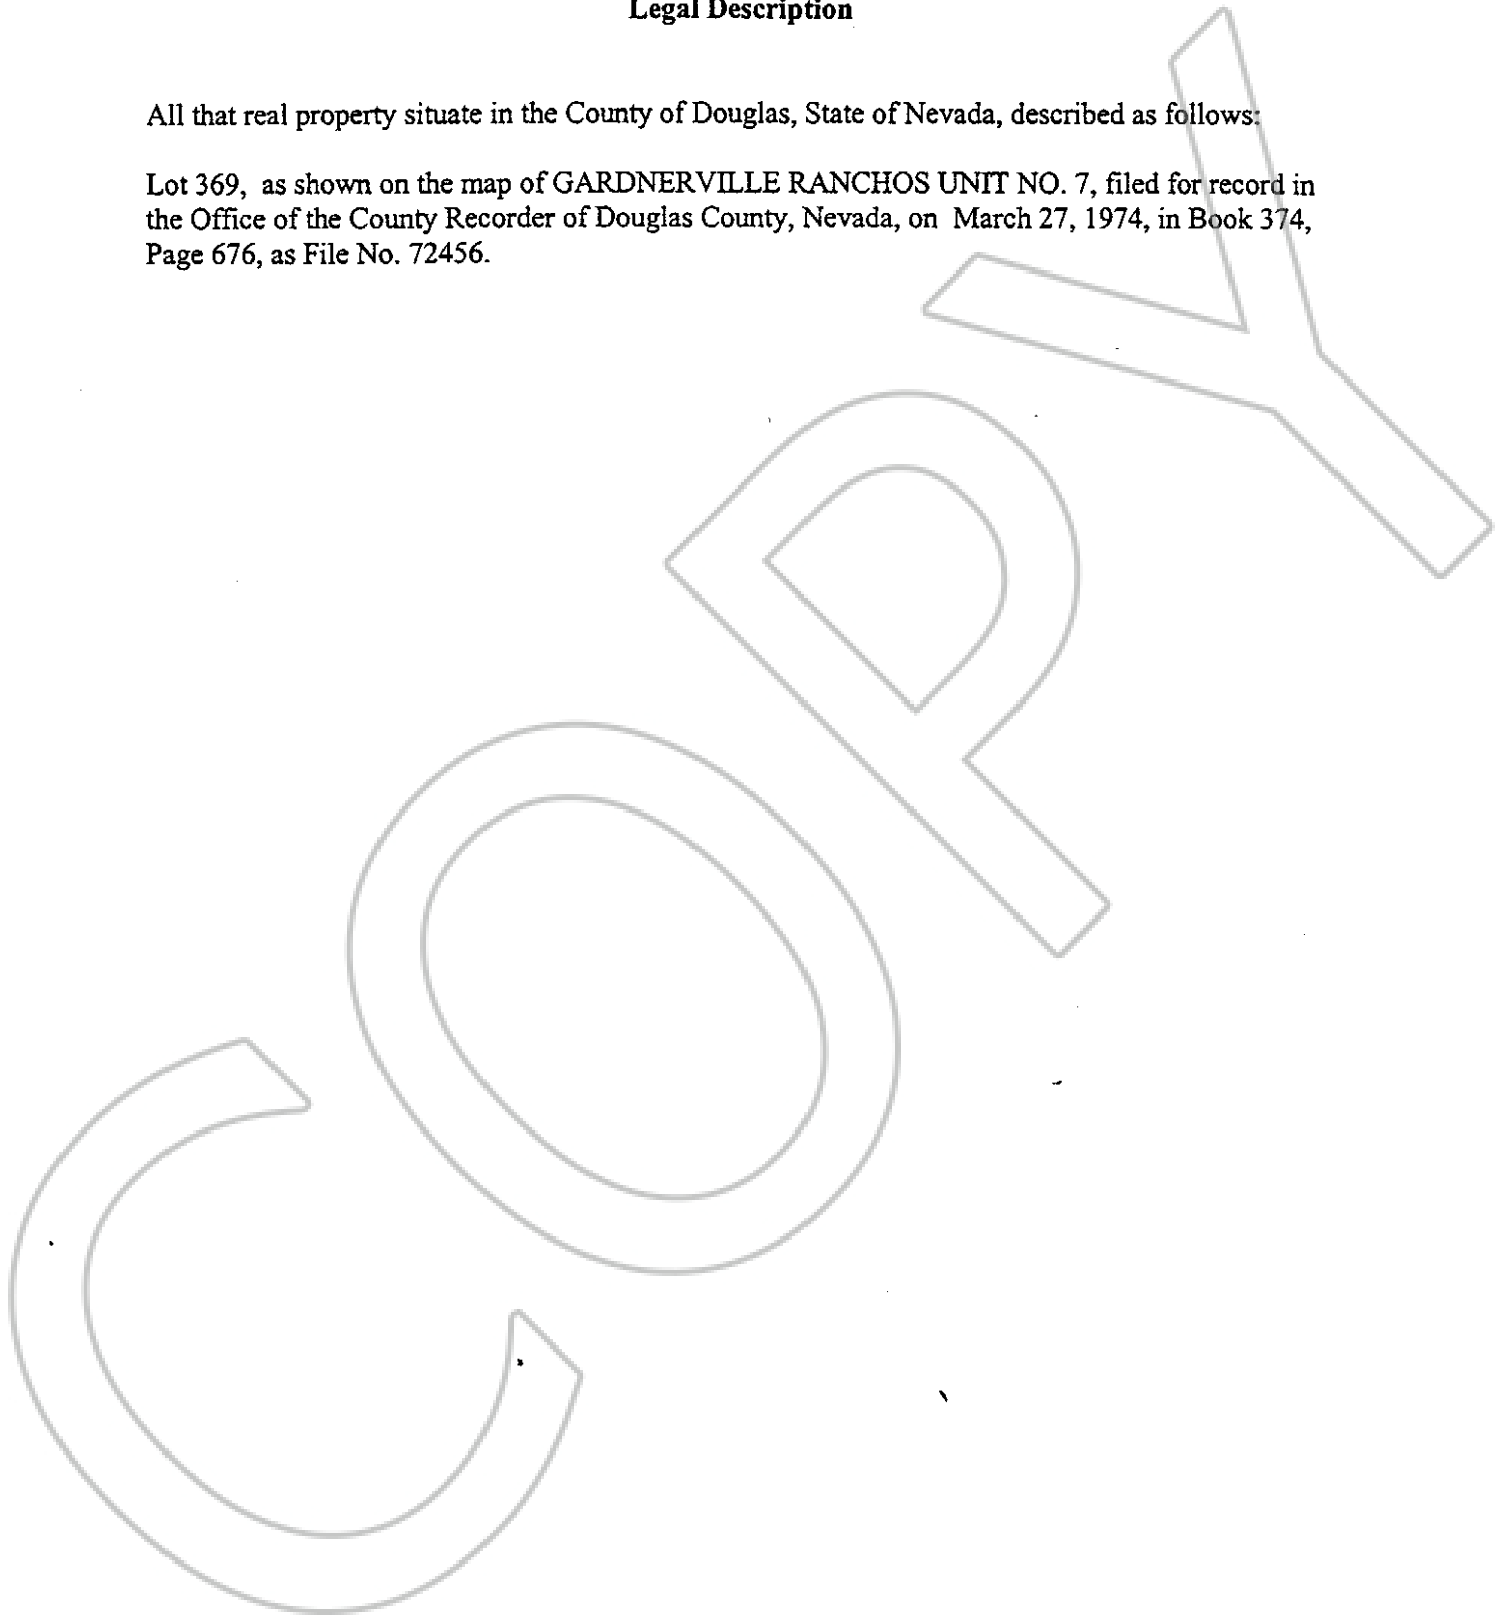 Legal Description
All that real property situate in the County of Douglas, State of Nevada, described as follows:
Lot 369, as shown on the map of GARDNERVILLE RANCHOS UNIT NO. 7, filed for record in
the Office of the County Recorder of Douglas County, Nevada, on March 27, 1974, in Book 374,
Page 676, as File No. 72456.
COPY